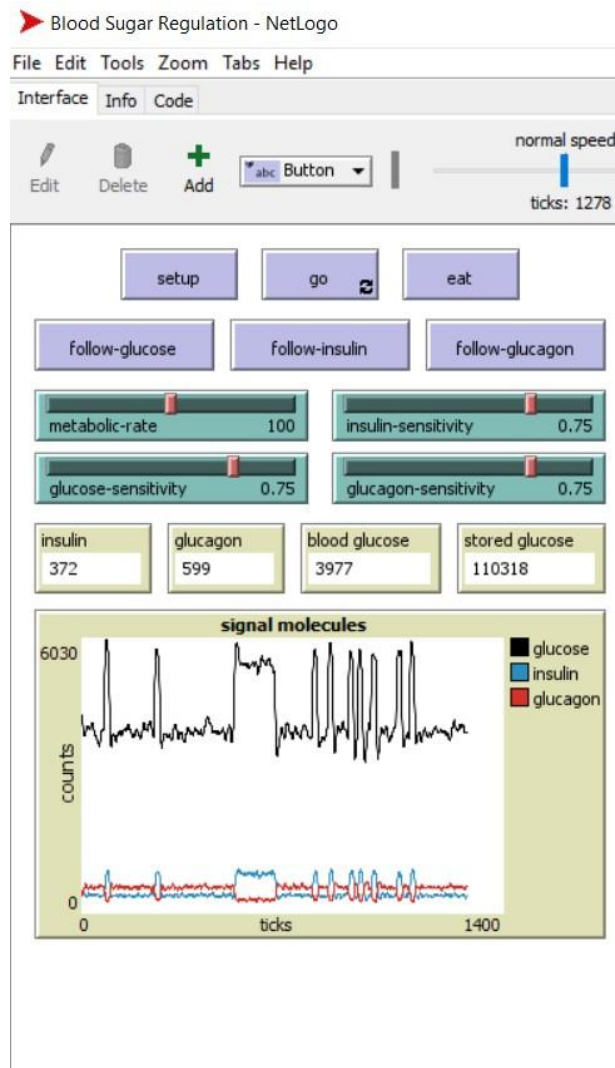 Blood Sugar Regulation - NetLogo
File Edit Tools Zoom Tabs Help
Interface Info Code
normal speed
Edit Delete Add abc Button
ticks: 1278
setup go eat
follow-glucose follow-insulin follow-glucagon
metabolic-rate 100 insulin-sensitivity 0.75
glucose-sensitivity 0.75 glucagon-sensitivity 0.75
insulin glucagon blood glucose stored glucose
372 599 3977 110318
signal molecules
6030
glucose
insulin
glucagon
counts
0
0 ticks 1400